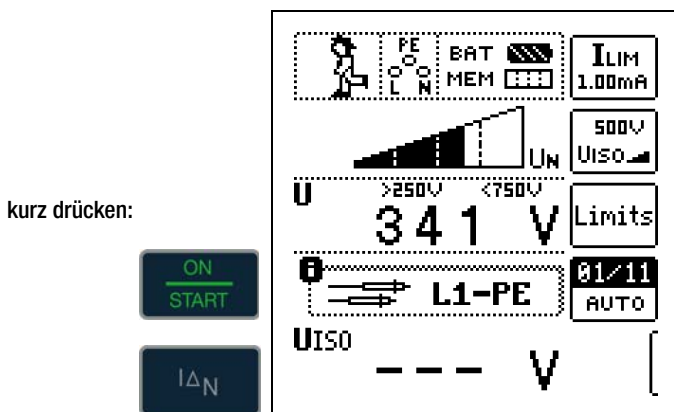 kurz drücken:
ON
START
IΔN
PE
L N
BAT
MEM
ILIM
1.00mA
500V
UISO
UN
U >250V <750V
341 V
Limits
L1-PE
01/11
AUTO
UISO
--- V